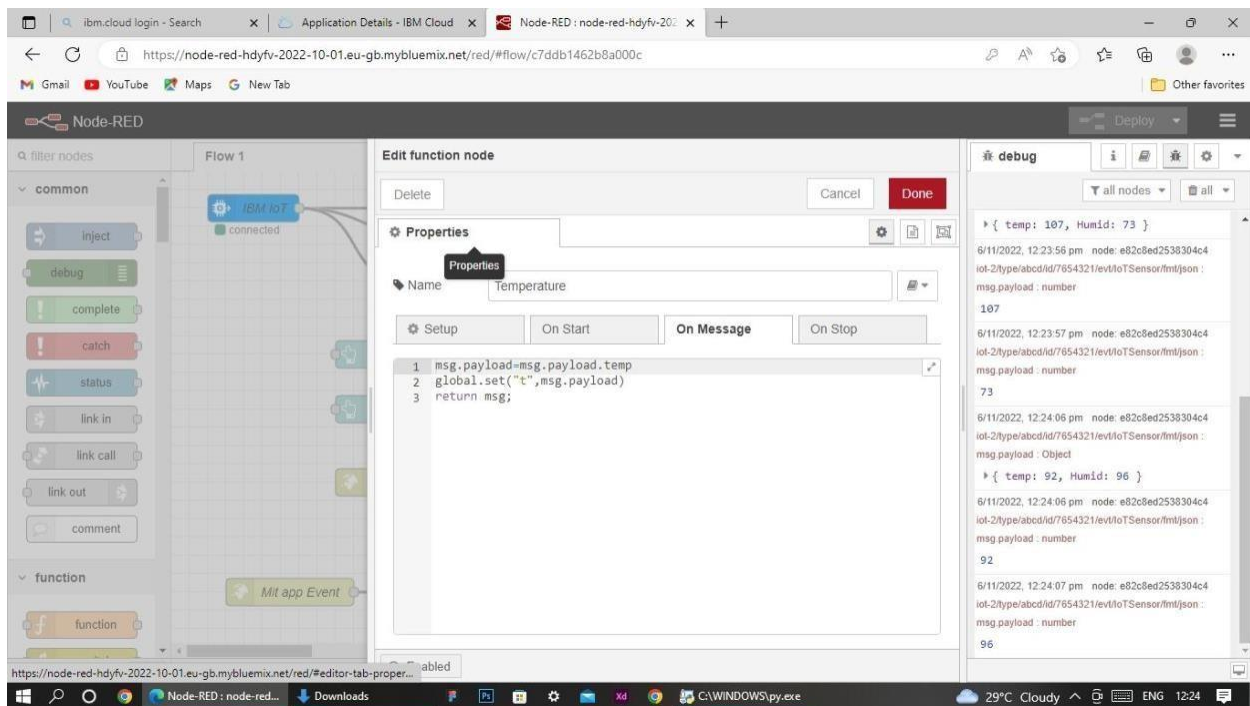 ibm.cloud login - Search
Application Details - IBM Cloud
Node-RED : node-red-hdyfv-202
https://node-red-hdyfv-2022-10-01.eu-gb.mybluemix.net/red/#flow/c7ddb1462b8a000c
Gmail YouTube Maps New Tab Other favorites
Node-RED Deploy
filter nodes
common
inject
debug
complete
catch
status
link in
link call
link out
comment
function
function
Flow 1
IBM IoT
connected
Mit app Event
Edit function node
Delete Cancel Done
Properties
Properties
Name Temperature
Setup On Start On Message On Stop
1 msg.payload=msg.payload.temp
2 global.set("t",msg.payload)
3 return msg;
abled
debug
all nodes all
{ temp: 107, Humid: 73 }
6/11/2022, 12:23:56 pm node: e82c8ed2538304c4
iot-2/type/abcd/id/7654321/evt/IoTSensor/fmt/json :
msg.payload : number
107
6/11/2022, 12:23:57 pm node: e82c8ed2538304c4
iot-2/type/abcd/id/7654321/evt/IoTSensor/fmt/json :
msg.payload : number
73
6/11/2022, 12:24:06 pm node: e82c8ed2538304c4
iot-2/type/abcd/id/7654321/evt/IoTSensor/fmt/json :
msg.payload : Object
{ temp: 92, Humid: 96 }
6/11/2022, 12:24:06 pm node: e82c8ed2538304c4
iot-2/type/abcd/id/7654321/evt/IoTSensor/fmt/json :
msg.payload : number
92
6/11/2022, 12:24:07 pm node: e82c8ed2538304c4
iot-2/type/abcd/id/7654321/evt/IoTSensor/fmt/json :
msg.payload : number
96
https://node-red-hdyfv-2022-10-01.eu-gb.mybluemix.net/red/#editor-tab-proper...
Node-RED : node-red... Downloads Ps Xd C:\WINDOWS\py.exe 29°C Cloudy ENG 12:24